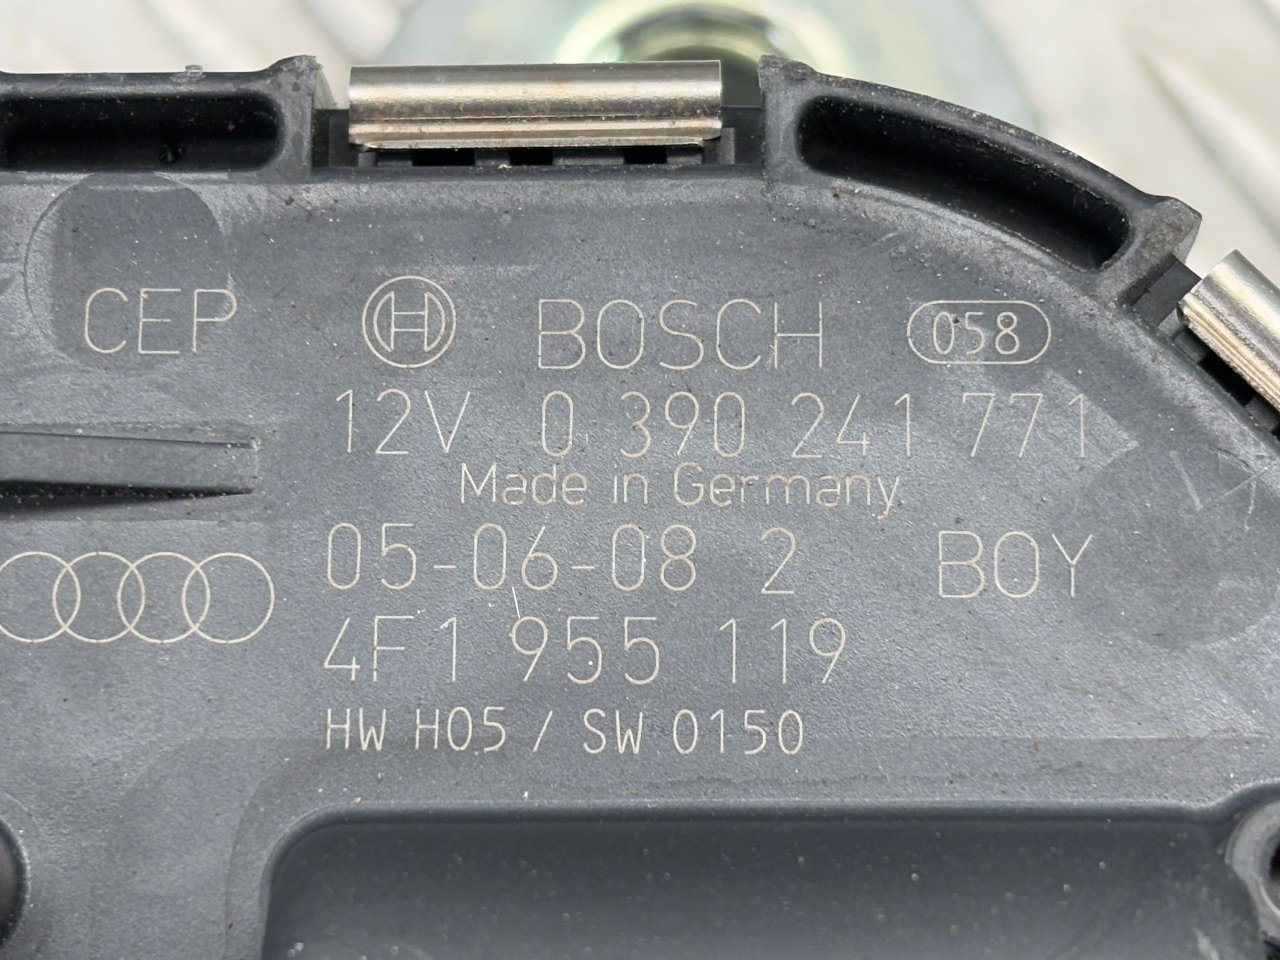 CEP BOSCH 058
12V 0 390 241 771
Made in Germany
05-06-08 2 BOY
4F1 955 119
HW H05 / SW 0150